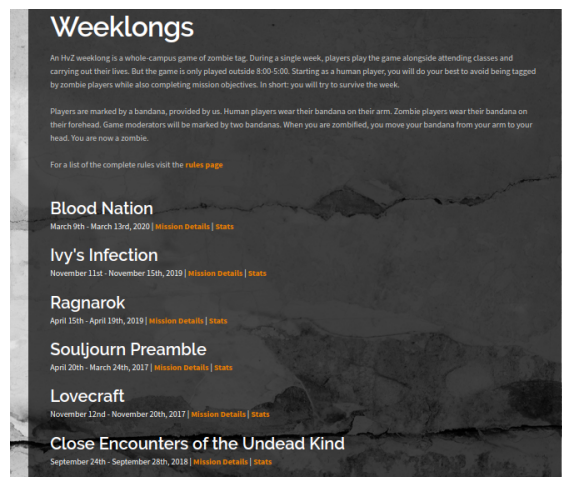 Weeklongs
An HvZ weeklong is a whole-campus game of zombie tag. During a single week, players play the game alongside attending classes and
carrying out their lives. But the game is only played outside 8:00-5:00. Starting as a human player, you will do your best to avoid being tagged
by zombie players while also completing mission objectives. In short: you will try to survive the week.
Players are marked by a bandana, provided by us. Human players wear their bandana on their arm. Zombie players wear their bandana on
their forehead. Game moderators will be marked by two bandanas. When you are zombified, you move your bandana from your arm to your
head. You are now a zombie.
For a list of the complete rules visit the rules page
Blood Nation
March 9th - March 13rd, 2020 | Mission Details | Stats
Ivy's Infection
November 11st - November 15th, 2019 | Mission Details | Stats
Ragnarok
April 15th - April 19th, 2019 | Mission Details | Stats
Souljourn Preamble
April 20th - March 24th, 2017 | Mission Details | Stats
Lovecraft
November 12nd - November 20th, 2017 | Mission Details | Stats
Close Encounters of the Undead Kind
September 24th - September 28th, 2018 | Mission Details | Stats